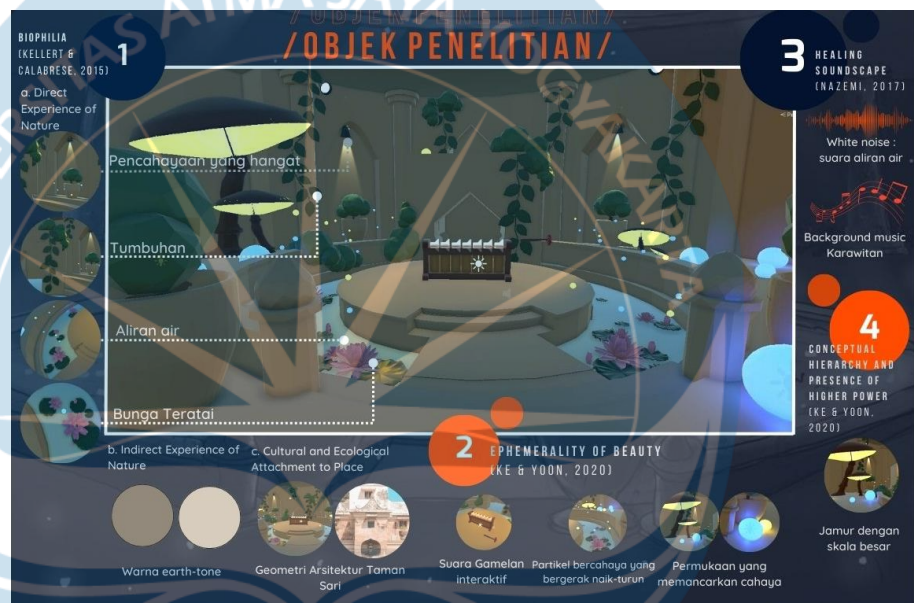 /OBJEK PENELITIAN/
/OBJEK PENELITIAN/
1
BIOPHILIA
(KELLERT &
CALABRESE, 2015)
a. Direct
Experience of
Nature
Pencahayaan yang hangat
Tumbuhan
Aliran air
Bunga Teratai
b. Indirect Experience of
Nature
Warna earth-tone
c. Cultural and Ecological
Attachment to Place
Geometri Arsitektur Taman
Sari
2
EPHEMERALITY OF BEAUTY
(KE & YOON, 2020)
Suara Gamelan
interaktif
Partikel bercahaya yang
bergerak naik-turun
Permukaan yang
memancarkan cahaya
3
HEALING
SOUNDSCAPE
(NAZEMI, 2017)
White noise :
suara aliran air
Background music
Karawitan
4
CONCEPTUAL
HIERARCHY AND
PRESENCE OF
HIGHER POWER
(KE & YOON,
2020)
Jamur dengan
skala besar